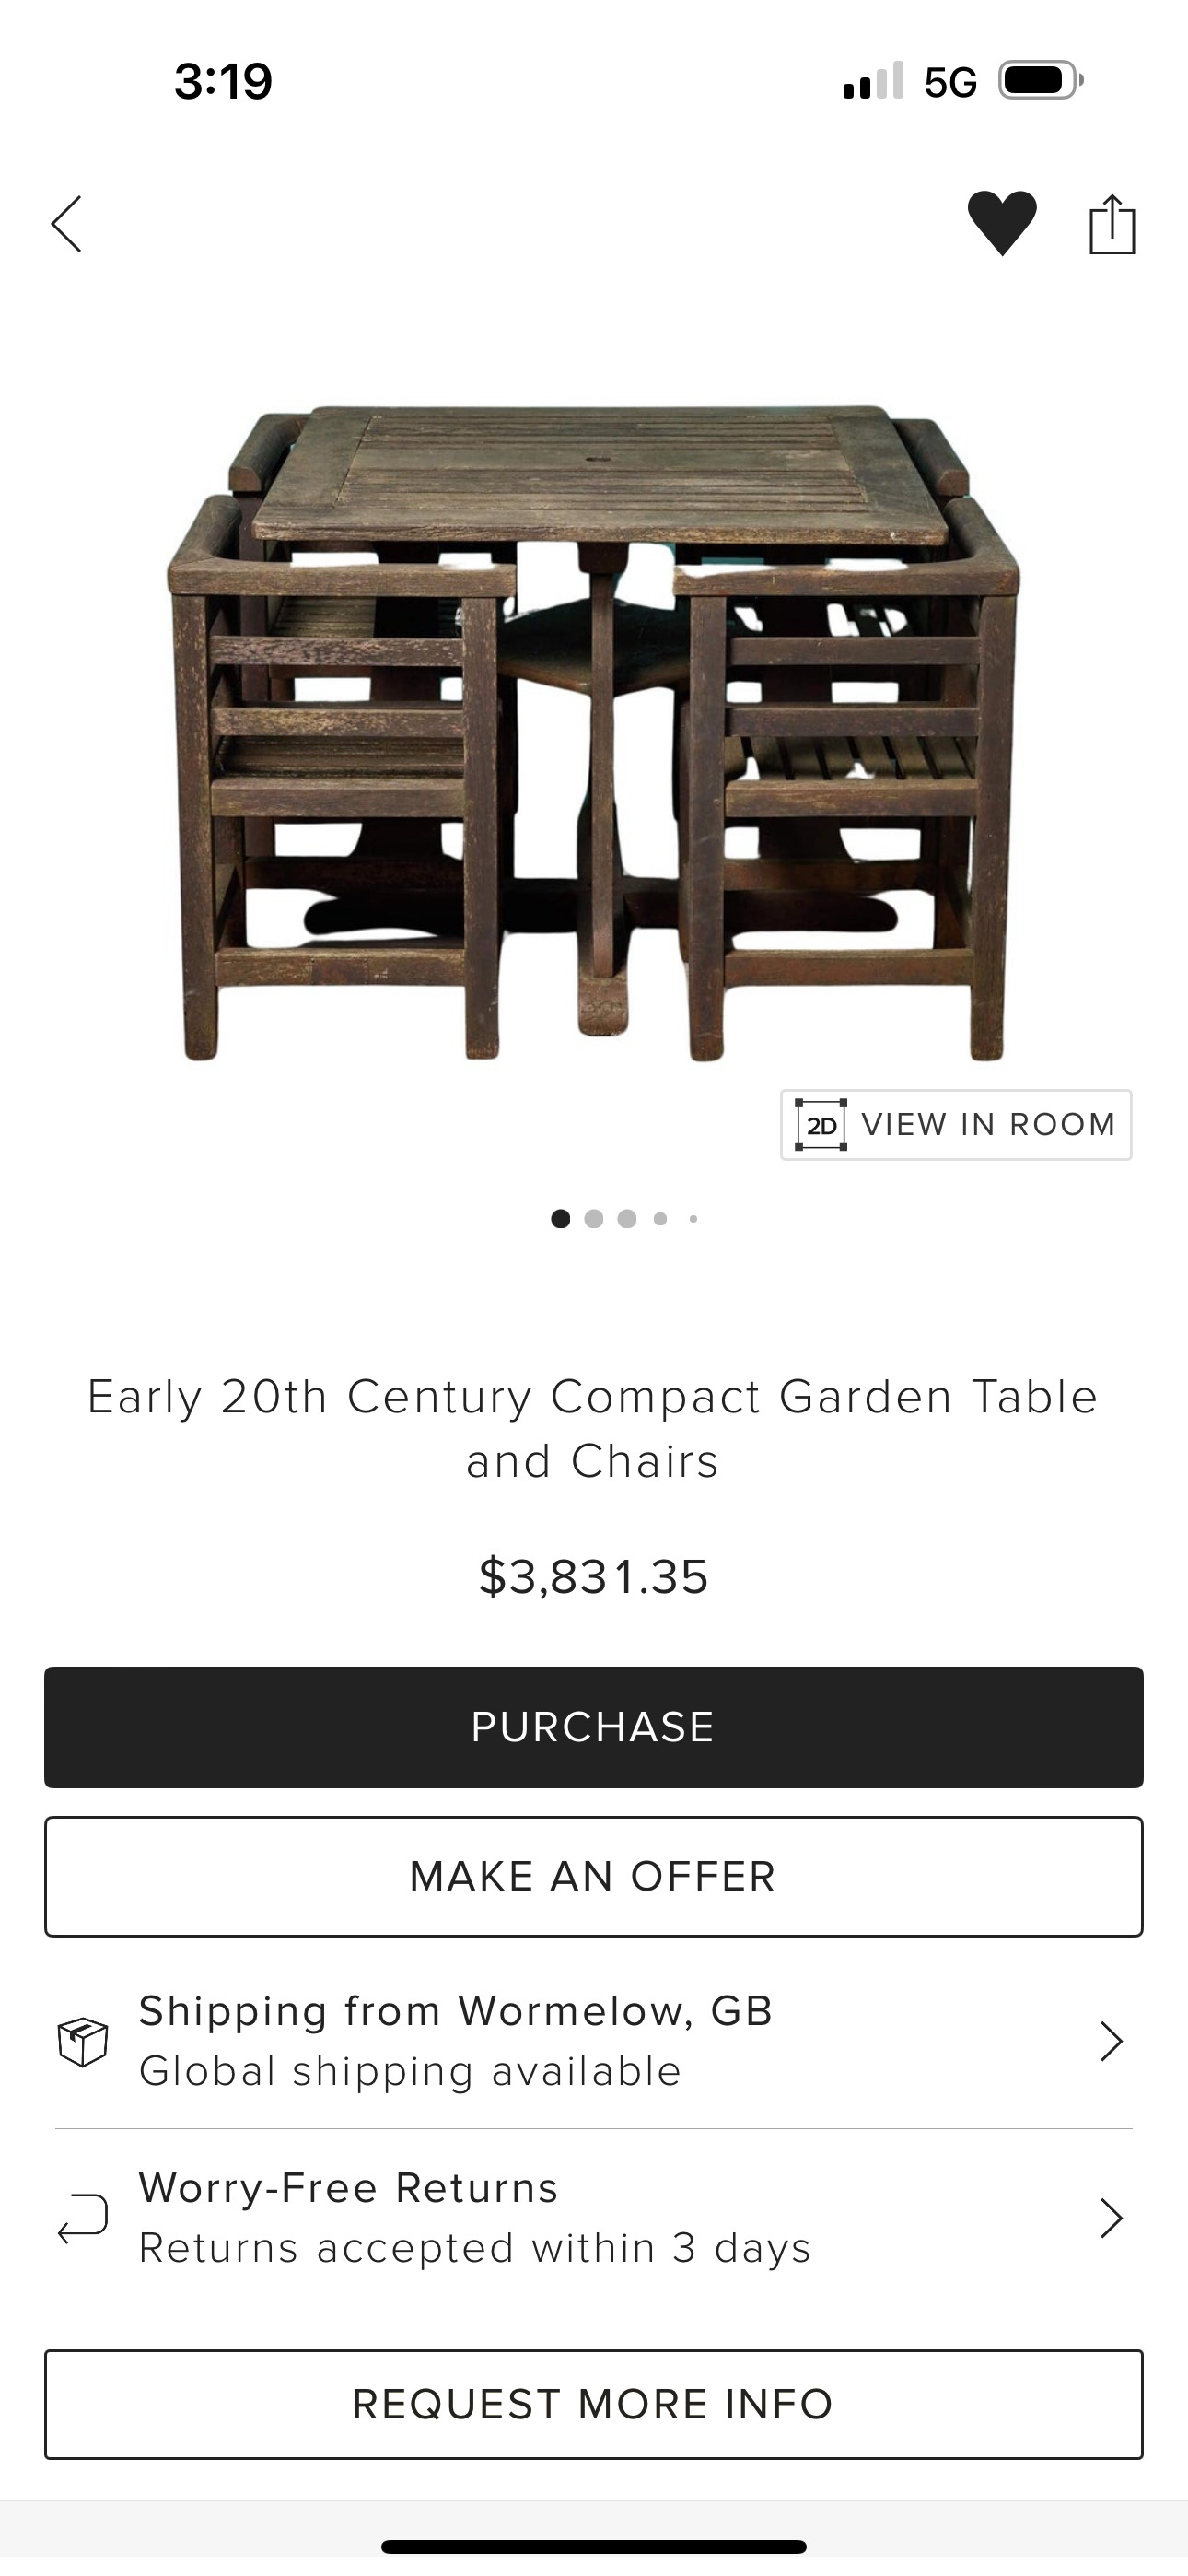 3:19
5G
2D VIEW IN ROOM
Early 20th Century Compact Garden Table
and Chairs
$3,831.35
PURCHASE
MAKE AN OFFER
Shipping from Wormelow, GB
Global shipping available
Worry-Free Returns
Returns accepted within 3 days
REQUEST MORE INFO